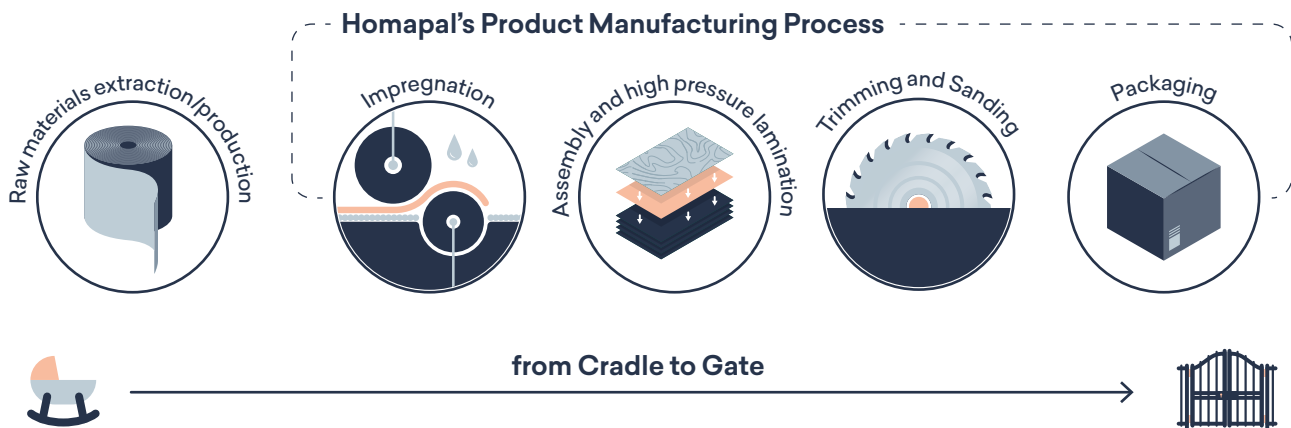 Homapal's Product Manufacturing Process
Raw materials extraction/production
Impregnation
Assembly and high pressure lamination
Trimming and Sanding
Packaging
from Cradle to Gate